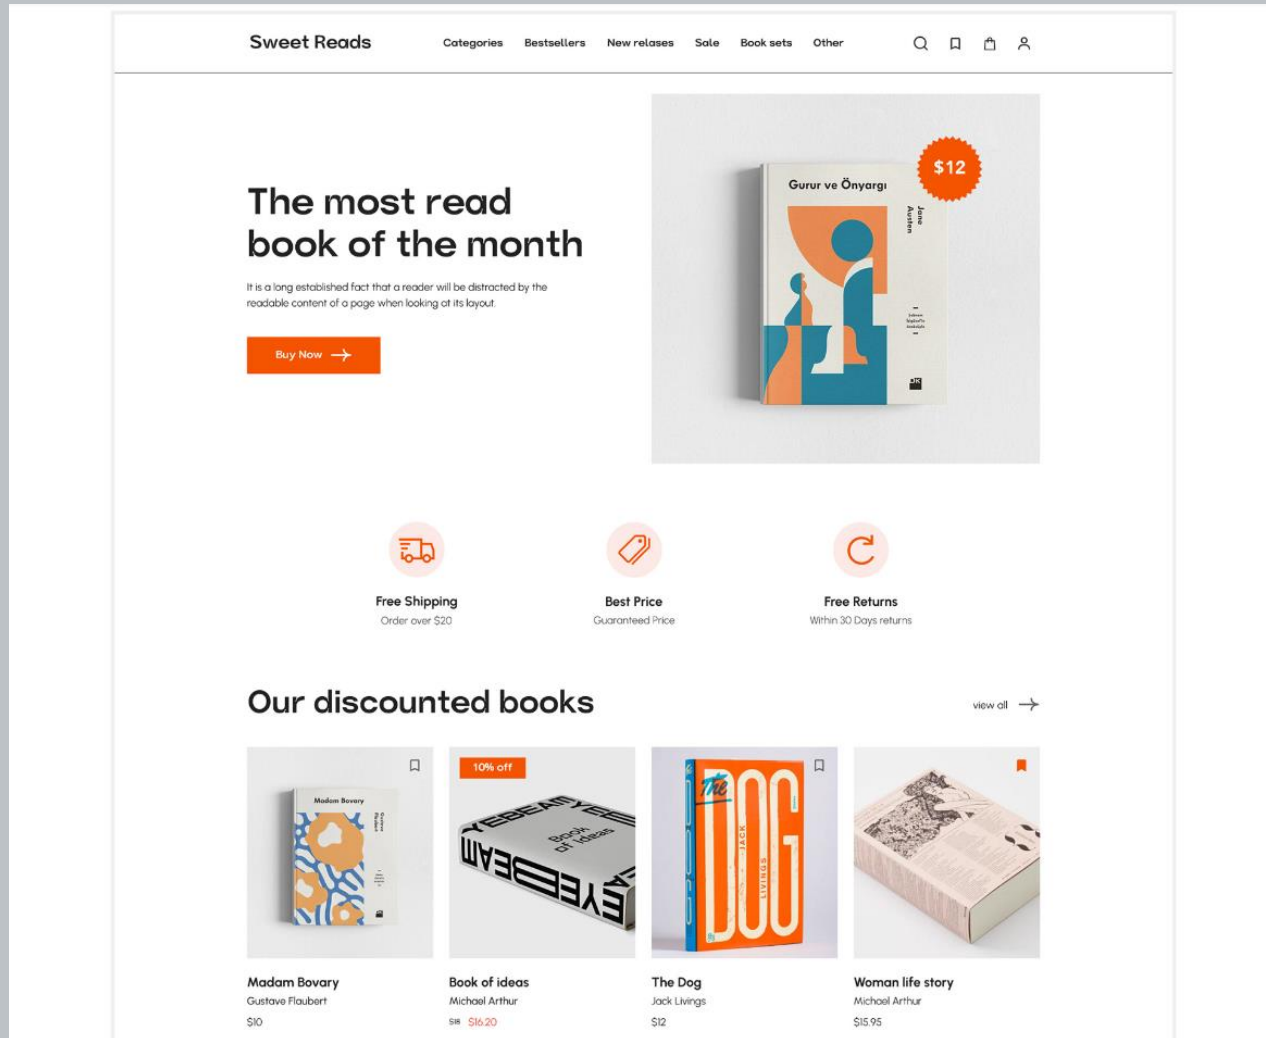 Sweet Reads
Categories Bestsellers New relases Sale Book sets Other
$12
Gurur ve Önyargı
Jane
Austen
The most read
book of the month
It is a long established fact that a reader will be distracted by the
readable content of a page when looking at its layout.
Buy Now
DK
Free Shipping
Order over $20
Best Price
Guaranteed Price
Free Returns
Within 30 Days returns
Our discounted books
view all
Madam Bovary
Gustave
Flaubert
10% off
YEBEAM
Book
of ideas
EYEBEAM
The
DOG
JACK
LIVINGS
Madam Bovary
Gustave Flaubert
$10
Book of ideas
Michael Arthur
$18 $16.20
The Dog
Jack Livings
$12
Woman life story
Michael Arthur
$15.95